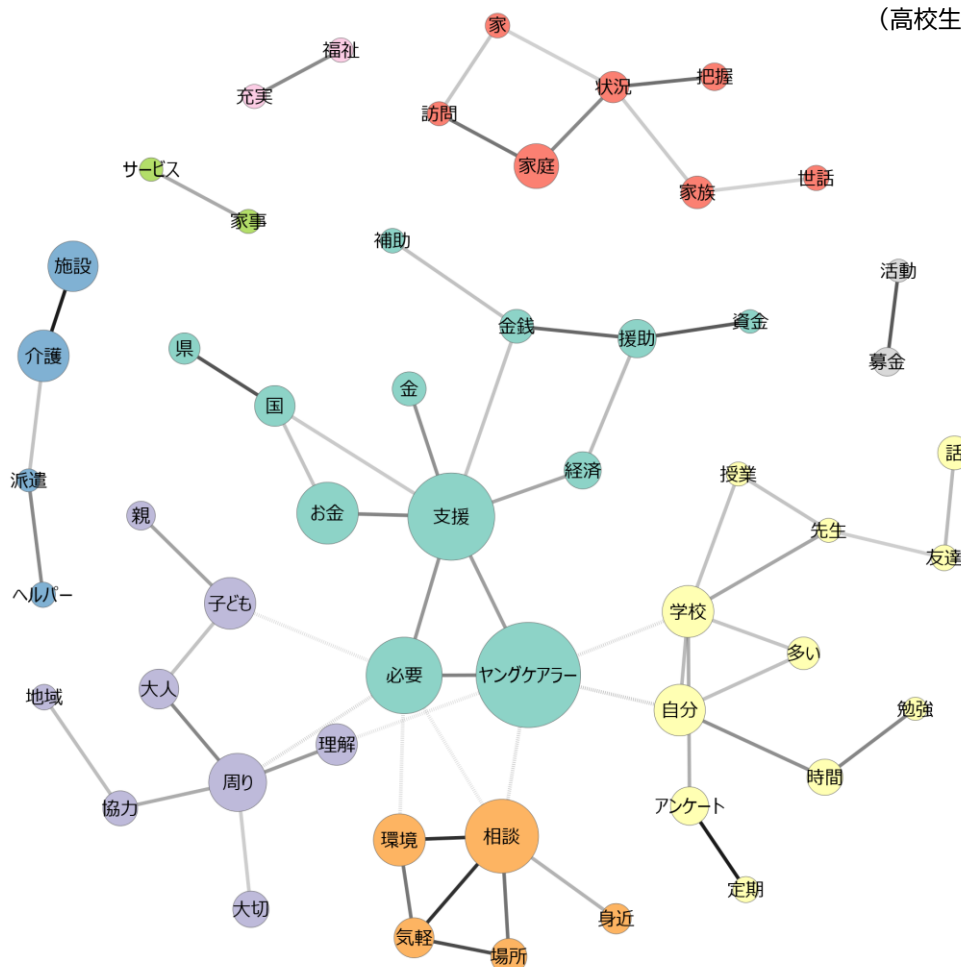 （高校生
家
福祉
状況
把握
充実
訪問
家庭
サービス
家族
世話
家事
補助
施設
活動
金銭
資金
援助
県
介護
募金
金
国
話
経済
授業
派遣
お金
支援
親
先生
友達
ヘルパー
子ども
学校
多い
必要
ヤングケアラー
大人
地域
自分
勉強
理解
時間
周り
協力
アンケート
環境
相談
定期
大切
身近
気軽
場所